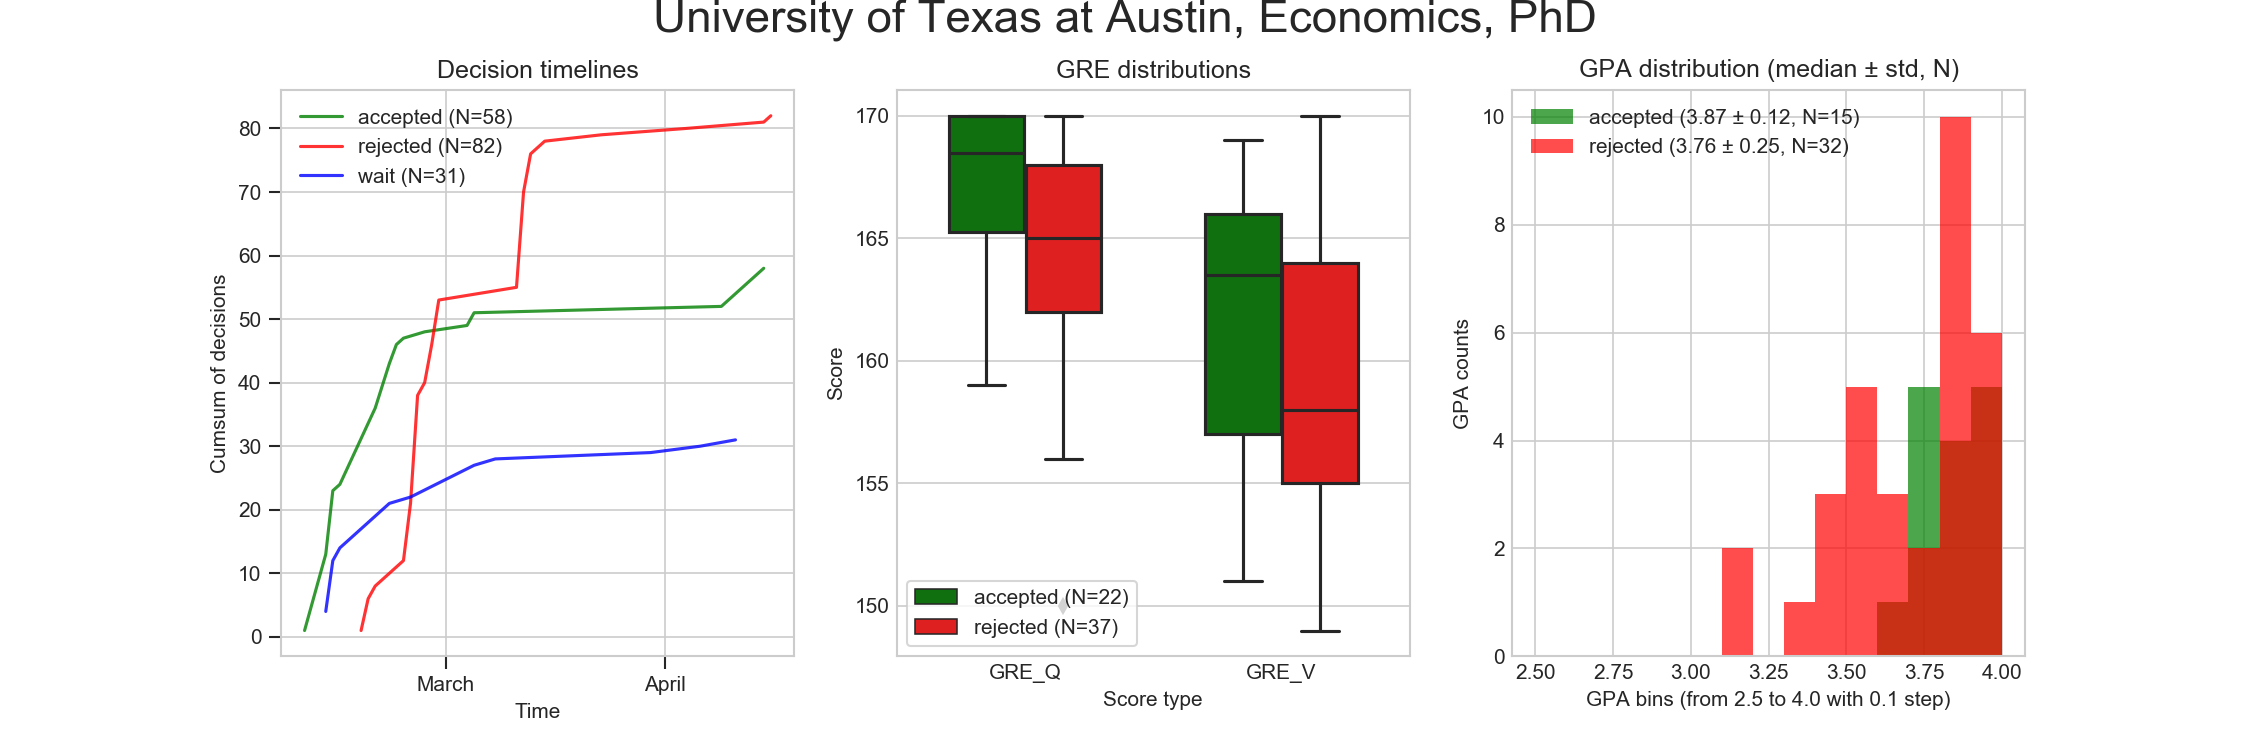 University of Texas at Austin, Economics, PhD
Decision timelines
accepted (N=58)
rejected (N=82)
wait (N=31)
80
70
60
50
40
30
20
10
0
Cumsum of decisions
March
April
Time
GRE distributions
170
165
160
155
150
Score
accepted (N=22)
rejected (N=37)
GRE_Q
GRE_V
Score type
GPA distribution (median ± std, N)
accepted (3.87 ± 0.12, N=15)
rejected (3.76 ± 0.25, N=32)
10
8
6
4
2
0
GPA counts
2.50
2.75
3.00
3.25
3.50
3.75
4.00
GPA bins (from 2.5 to 4.0 with 0.1 step)